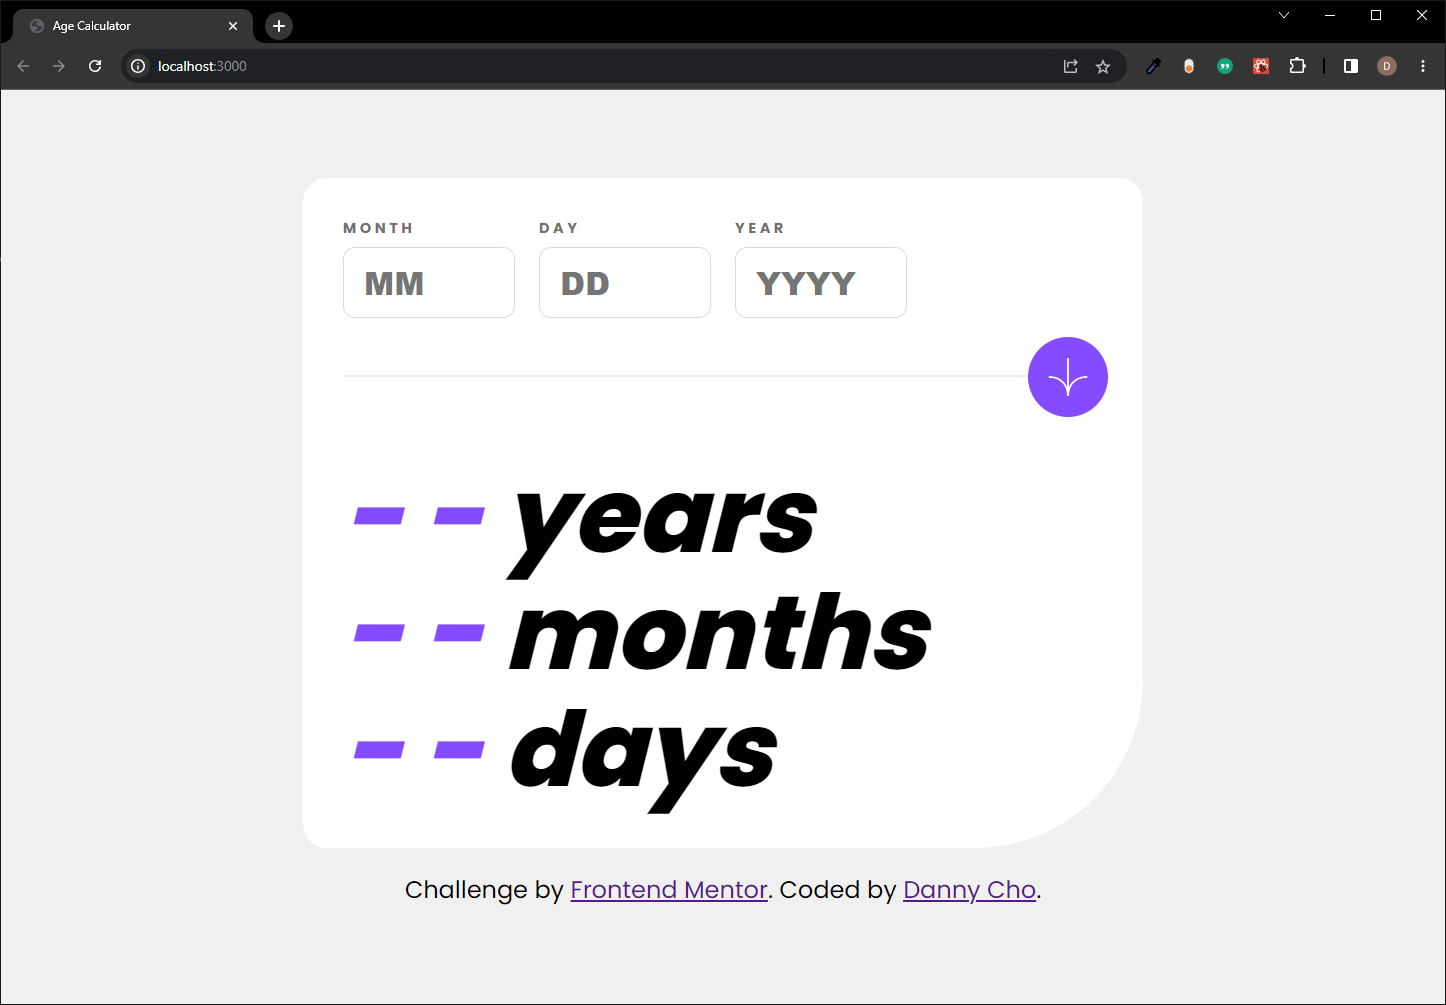 Age Calculator
localhost:3000
D
MONTH DAY YEAR
MM DD YYYY
- - years
- - months
- - days
Challenge by Frontend Mentor. Coded by Danny Cho.